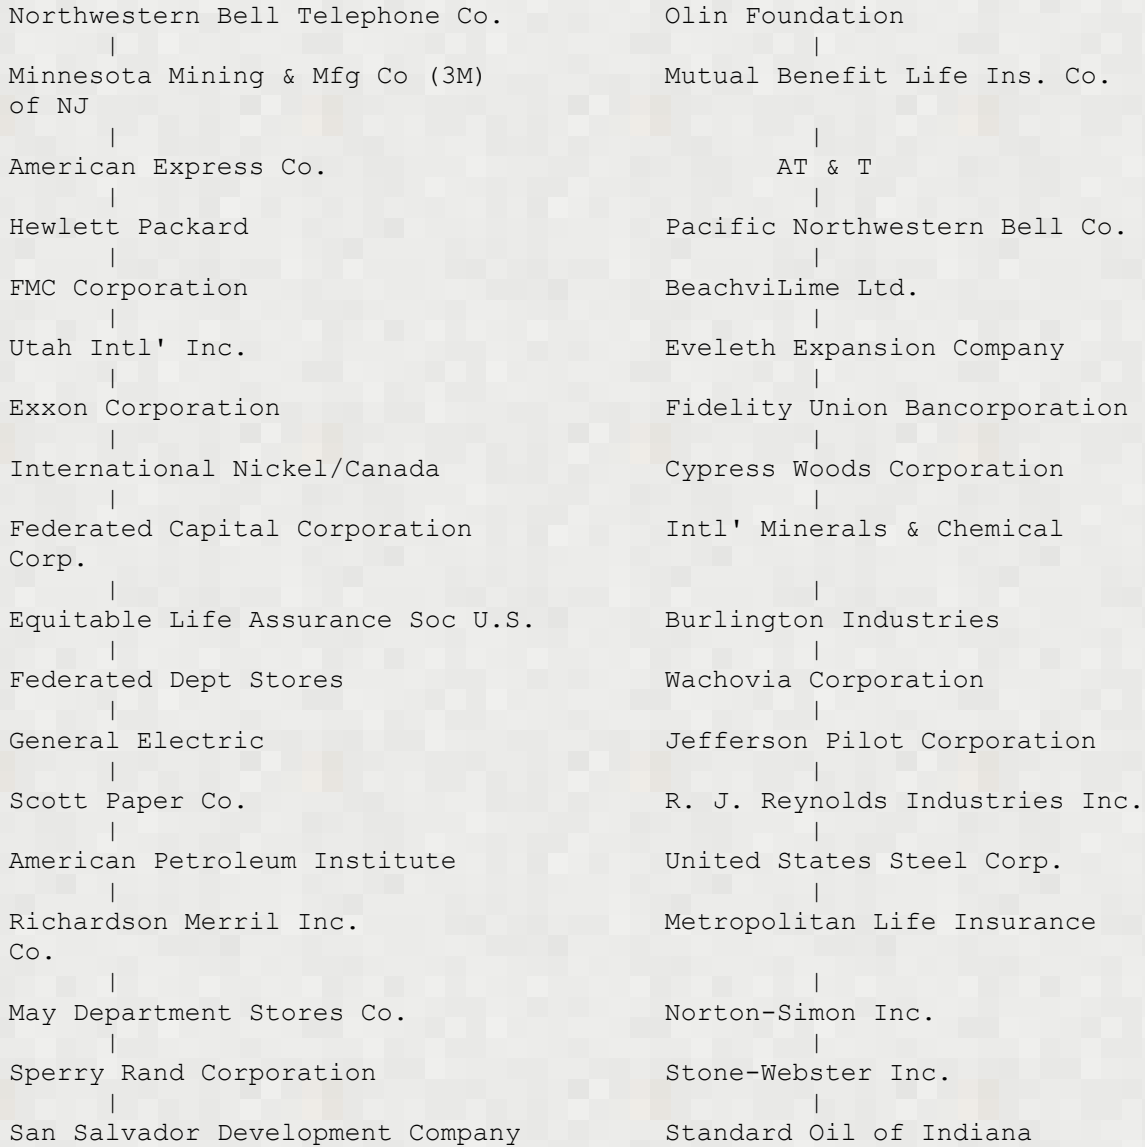 Northwestern Bell Telephone Co. Olin Foundation
| |
Minnesota Mining & Mfg Co (3M) Mutual Benefit Life Ins. Co.
of NJ
| |
American Express Co. AT & T
| |
Hewlett Packard Pacific Northwestern Bell Co.
| |
FMC Corporation BeachviLime Ltd.
| |
Utah Intl' Inc. Eveleth Expansion Company
| |
Exxon Corporation Fidelity Union Bancorporation
| |
International Nickel/Canada Cypress Woods Corporation
| |
Federated Capital Corporation Intl' Minerals & Chemical
Corp.
| |
Equitable Life Assurance Soc U.S. Burlington Industries
| |
Federated Dept Stores Wachovia Corporation
| |
General Electric Jefferson Pilot Corporation
| |
Scott Paper Co. R. J. Reynolds Industries Inc.
| |
American Petroleum Institute United States Steel Corp.
| |
Richardson Merril Inc. Metropolitan Life Insurance
Co.
| |
May Department Stores Co. Norton-Simon Inc.
| |
Sperry Rand Corporation Stone-Webster Inc.
| |
San Salvador Development Company Standard Oil of Indiana